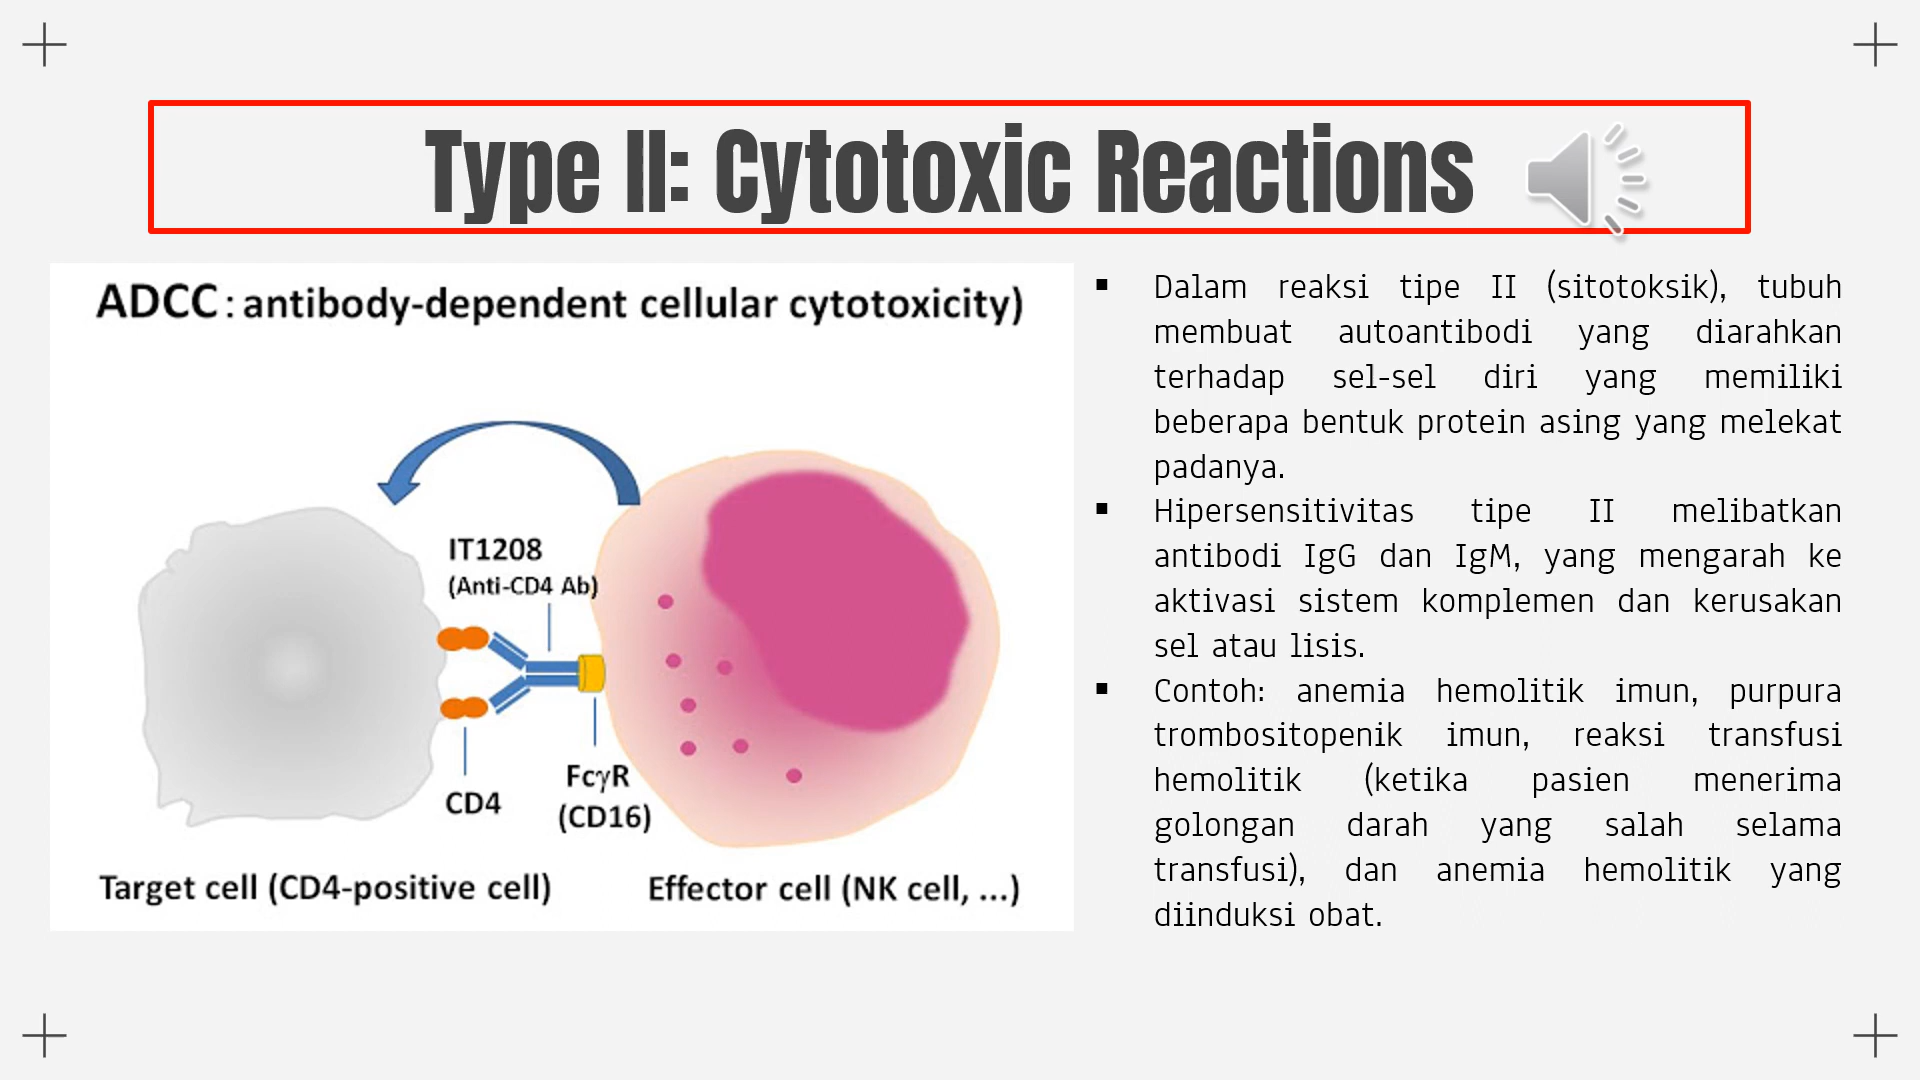 Type II: Cytotoxic Reactions
ADCC : antibody-dependent cellular cytotoxicity)
IT1208
(Anti-CD4 Ab)
CD4
FcγR
(CD16)
Target cell (CD4-positive cell)
Effector cell (NK cell, ...)
▪ Dalam reaksi tipe II (sitotoksik), tubuh
membuat autoantibodi yang diarahkan
terhadap sel-sel diri yang memiliki
beberapa bentuk protein asing yang melekat
padanya.
▪ Hipersensitivitas tipe II melibatkan
antibodi IgG dan IgM, yang mengarah ke
aktivasi sistem komplemen dan kerusakan
sel atau lisis.
▪ Contoh: anemia hemolitik imun, purpura
trombositopenik imun, reaksi transfusi
hemolitik (ketika pasien menerima
golongan darah yang salah selama
transfusi), dan anemia hemolitik yang
diinduksi obat.